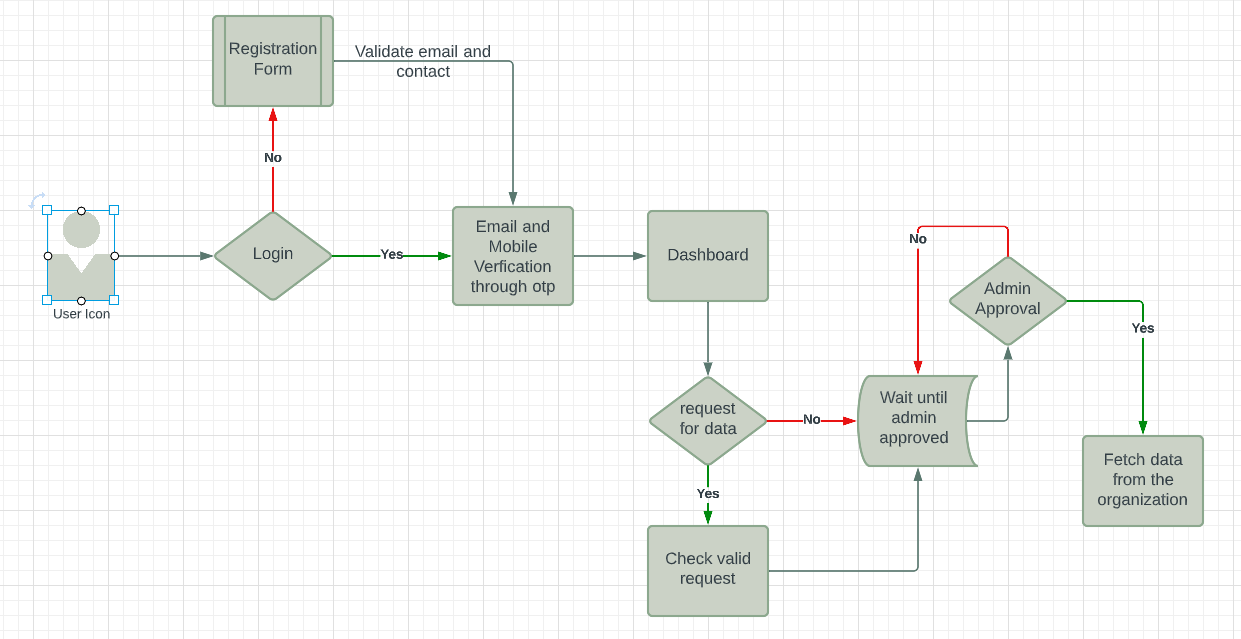 Registration
Form
Validate email and
contact
No
User Icon
Login
Yes
Email and
Mobile
Verfication
through otp
Dashboard
request
for data
No
Yes
Check valid
request
Wait until
admin
approved
No
Admin
Approval
Yes
Fetch data
from the
organization